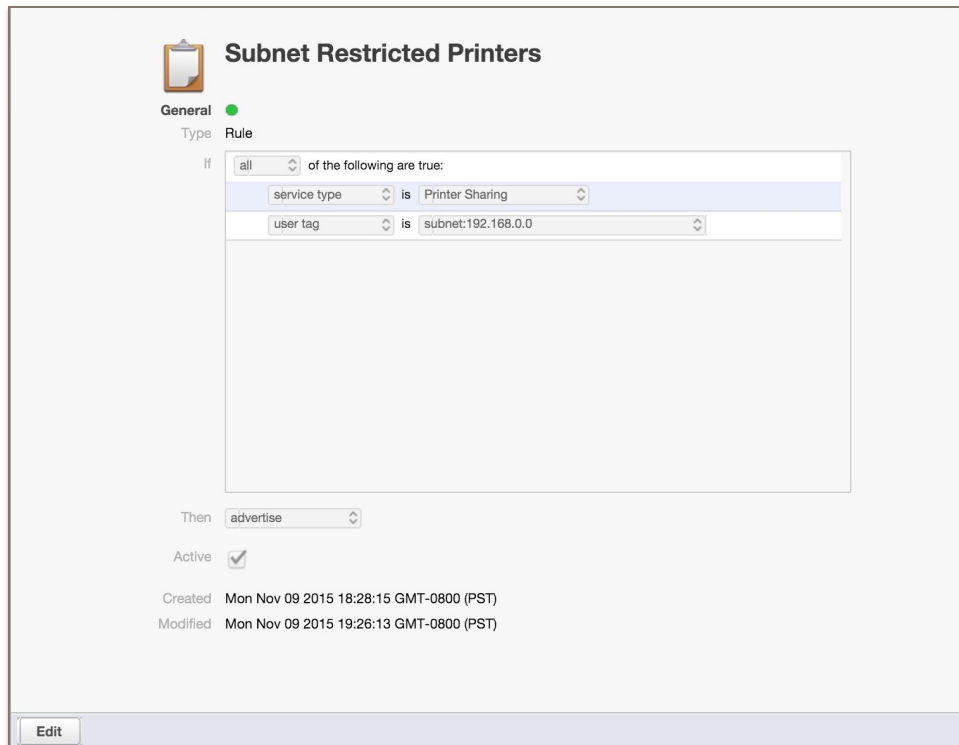 Subnet Restricted Printers
General
Type Rule
If all of the following are true:
service type is Printer Sharing
user tag is subnet:192.168.0.0
Then advertise
Active
Created Mon Nov 09 2015 18:28:15 GMT-0800 (PST)
Modified Mon Nov 09 2015 19:26:13 GMT-0800 (PST)
Edit